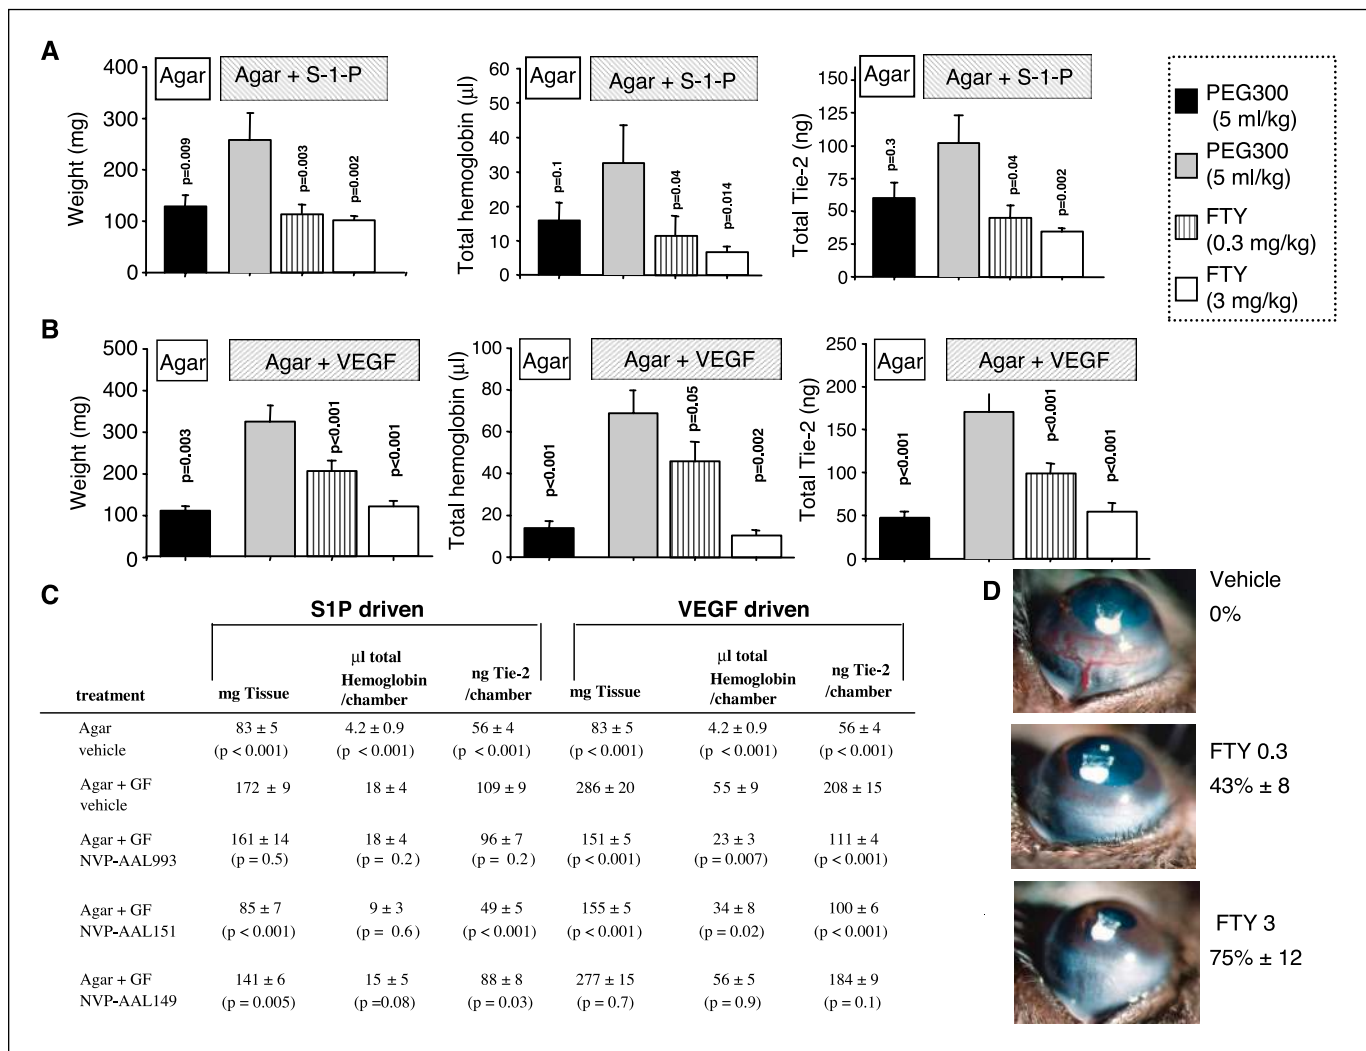 A
Weight (mg)
400
300
200
100
0
Agar
Agar + S-1-P
p=0.009
p=0.003
p=0.002
Total hemoglobin (µl)
60
50
40
30
20
10
0
Agar
Agar + S-1-P
p=0.1
p=0.04
p=0.014
Total Tie-2 (ng)
150
125
100
75
50
25
0
Agar
Agar + S-1-P
p=0.3
p=0.04
p=0.002
PEG300
(5 ml/kg)
PEG300
(5 ml/kg)
FTY
(0.3 mg/kg)
FTY
(3 mg/kg)
B
Weight (mg)
500
400
300
200
100
0
Agar
Agar + VEGF
p=0.003
p<0.001
p<0.001
Total hemoglobin (µl)
100
80
60
40
20
0
Agar
Agar + VEGF
p<0.001
p=0.05
p=0.002
Total Tie-2 (ng)
250
200
150
100
50
0
Agar
Agar + VEGF
p<0.001
p<0.001
p<0.001
C
S1P driven VEGF driven
µl total ng Tie-2 µl total ng Tie-2
treatment mg Tissue Hemoglobin /chamber mg Tissue Hemoglobin /chamber
/chamber /chamber
Agar 83 ± 5 4.2 ± 0.9 56 ± 4 83 ± 5 4.2 ± 0.9 56 ± 4
vehicle (p < 0.001) (p < 0.001) (p < 0.001) (p < 0.001) (p < 0.001) (p < 0.001)
Agar + GF 172 ± 9 18 ± 4 109 ± 9 286 ± 20 55 ± 9 208 ± 15
vehicle
Agar + GF 161 ± 14 18 ± 4 96 ± 7 151 ± 5 23 ± 3 111 ± 4
NVP-AAL993 (p = 0.5) (p = 0.2) (p = 0.2) (p < 0.001) (p = 0.007) (p < 0.001)
Agar + GF 85 ± 7 9 ± 3 49 ± 5 155 ± 5 34 ± 8 100 ± 6
NVP-AAL151 (p < 0.001) (p = 0.6) (p < 0.001) (p < 0.001) (p = 0.02) (p < 0.001)
Agar + GF 141 ± 6 15 ± 5 88 ± 8 277 ± 15 56 ± 5 184 ± 9
NVP-AAL149 (p = 0.005) (p =0.08) (p = 0.03) (p = 0.7) (p = 0.9) (p = 0.1)
D
Vehicle
0%
FTY 0.3
43% ± 8
FTY 3
75% ± 12